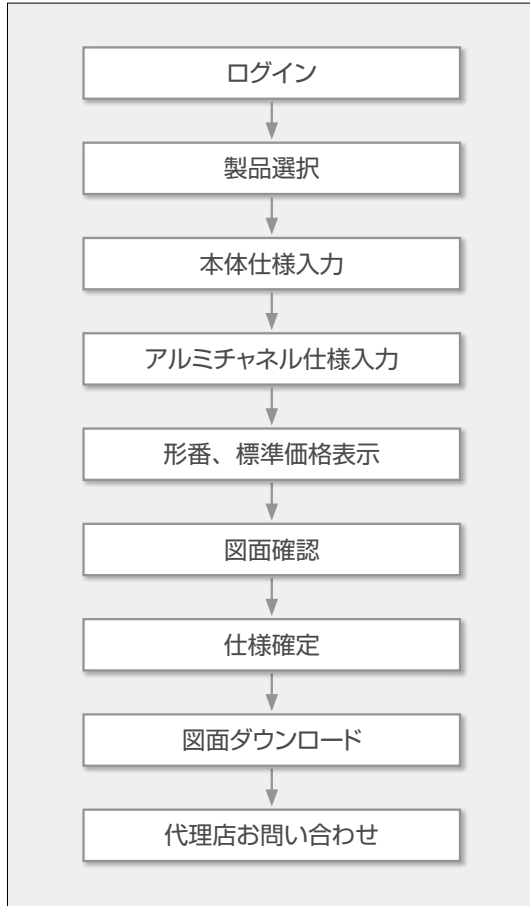 ログイン
製品選択
本体仕様入力
アルミチャネル仕様入力
形番、標準価格表示
図面確認
仕様確定
図面ダウンロード
代理店お問い合わせ